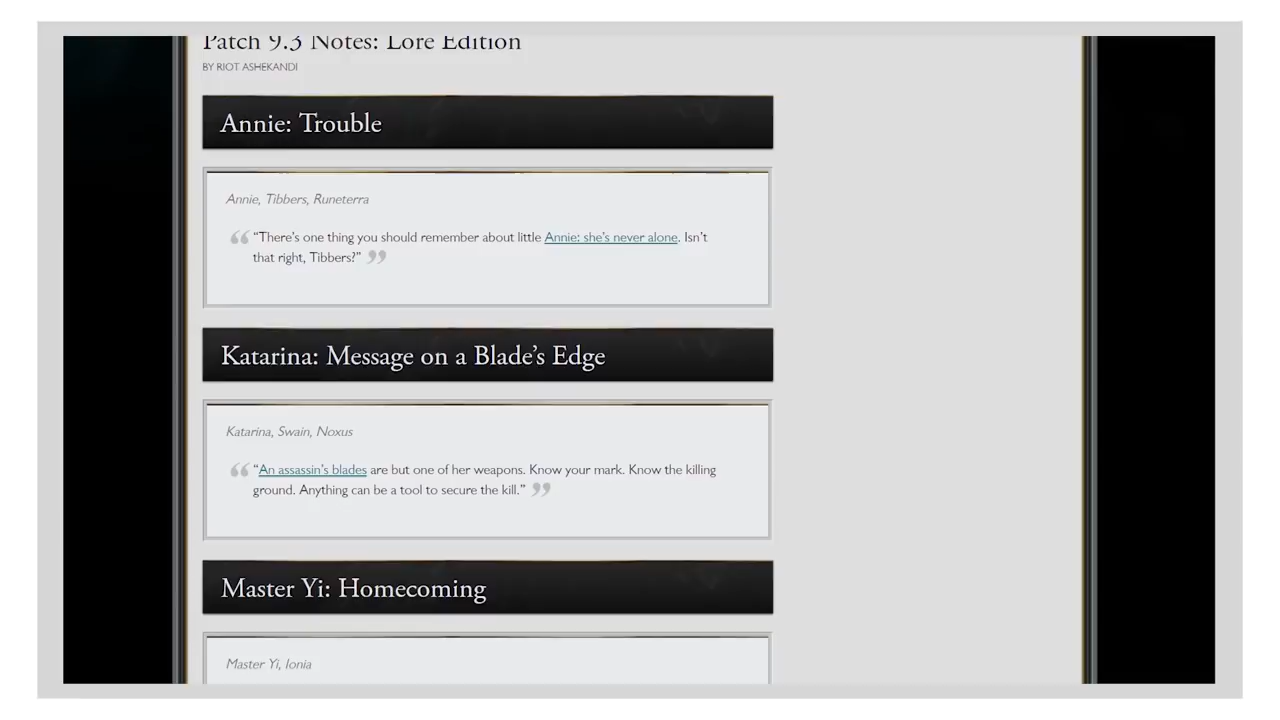 Patch 9.3 Notes: Lore Edition
BY RIOT ASHEKANDI
Annie: Trouble
Annie, Tibbers, Runeterra
“There’s one thing you should remember about little Annie: she’s never alone. Isn’t
that right, Tibbers?”
Katarina: Message on a Blade’s Edge
Katarina, Swain, Noxus
“An assassin’s blades are but one of her weapons. Know your mark. Know the killing
ground. Anything can be a tool to secure the kill.”
Master Yi: Homecoming
Master Yi, Ionia